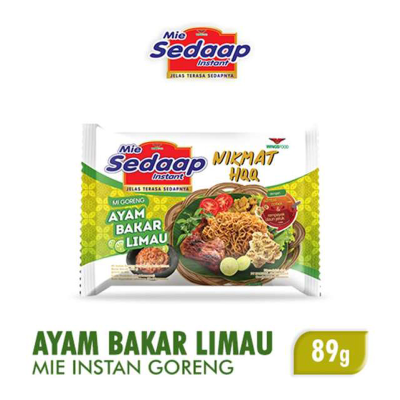 Mie
Sedaap
Instant
JELAS TERASA SEDAPNYA
Mie
Sedaap
Instant
JELAS TERASA SEDAPNYA
NIKMAT
HQQ
WINGSFOOD
MI GORENG
AYAM
BAKAR
LIMAU
AYAM BAKAR LIMAU
MIE INSTAN GORENG
89g